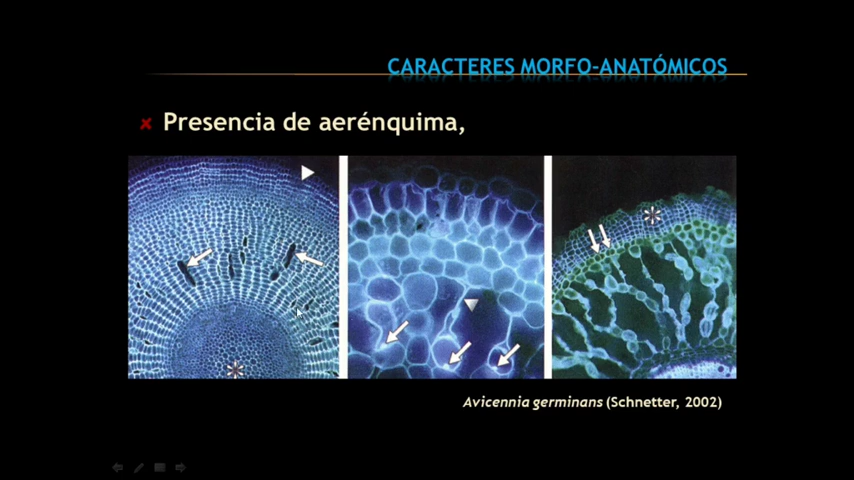 CARACTERES MORFO-ANATÓMICOS
Presencia de aerénquima,
Avicennia germinans (Schnetter, 2002)